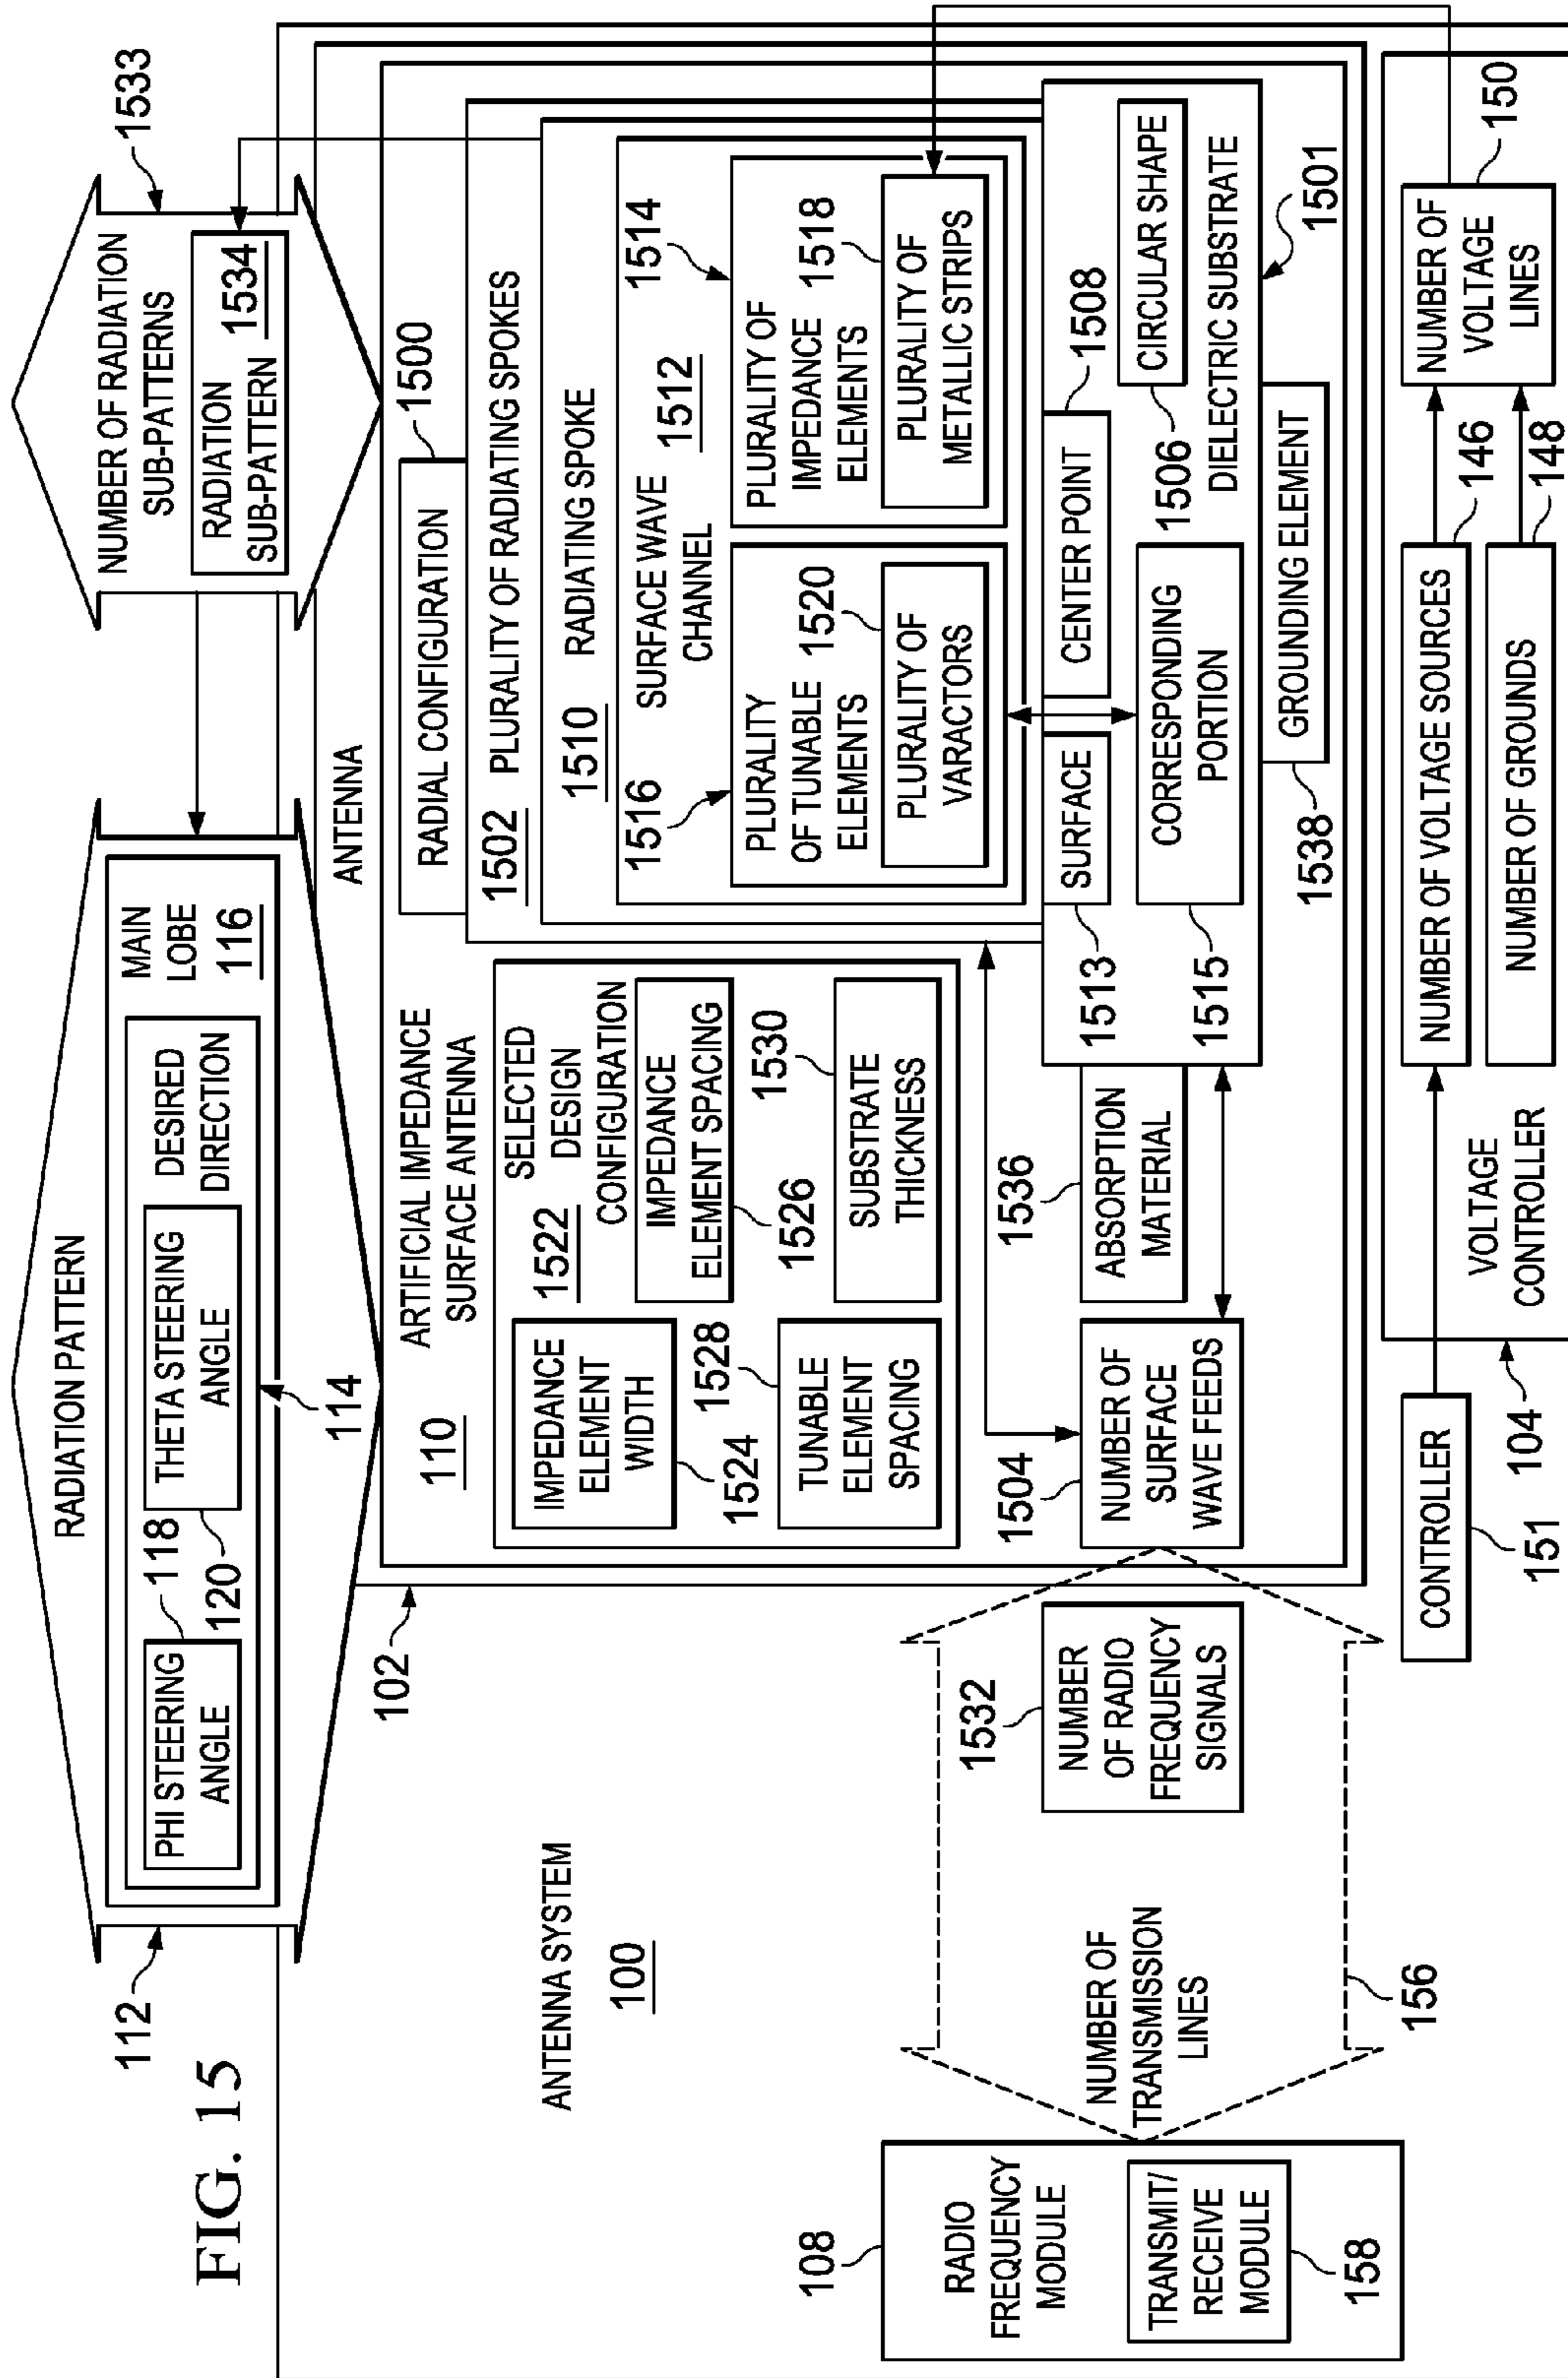 FIG. 15
112
RADIATION PATTERN
MAIN
LOBE
116
PHI STEERING
ANGLE
118
THETA STEERING
ANGLE
120
DESIRED
DIRECTION
114
NUMBER OF RADIATION
SUB-PATTERNS
1533
RADIATION
SUB-PATTERN
1534
ANTENNA SYSTEM
100
ANTENNA
102
ARTIFICIAL IMPEDANCE
SURFACE ANTENNA
110
RADIAL CONFIGURATION
1500
PLURALITY OF RADIATING SPOKES
1502
RADIATING SPOKE
1510
SURFACE WAVE
CHANNEL
1512
1516
PLURALITY
OF TUNABLE
ELEMENTS
1520
PLURALITY OF
VARACTORS
1514
PLURALITY OF
IMPEDANCE
ELEMENTS
1518
PLURALITY OF
METALLIC STRIPS
SELECTED
DESIGN
CONFIGURATION
1522
IMPEDANCE
ELEMENT
WIDTH
1524
IMPEDANCE
ELEMENT SPACING
1526
1528
TUNABLE
ELEMENT
SPACING
1530
SUBSTRATE
THICKNESS
1504
NUMBER OF
SURFACE
WAVE FEEDS
1536
ABSORPTION
MATERIAL
1513
SURFACE
CENTER POINT
1508
1515
CORRESPONDING
PORTION
1506
CIRCULAR SHAPE
DIELECTRIC SUBSTRATE
1501
1538
GROUNDING ELEMENT
108
RADIO
FREQUENCY
MODULE
TRANSMIT/
RECEIVE
MODULE
158
NUMBER OF
TRANSMISSION
LINES
156
1532
NUMBER
OF RADIO
FREQUENCY
SIGNALS
CONTROLLER
151
104
VOLTAGE
CONTROLLER
NUMBER OF VOLTAGE SOURCES
146
NUMBER OF GROUNDS
148
NUMBER OF
VOLTAGE
LINES
150